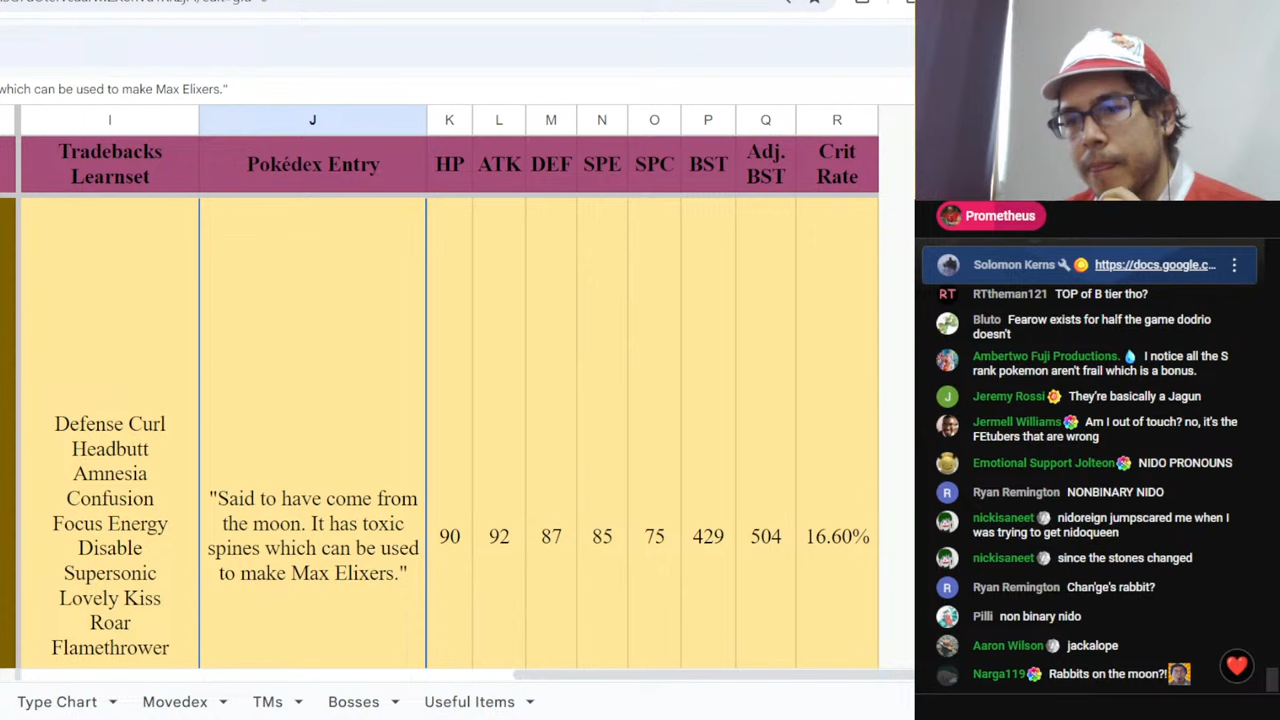 which can be used to make Max Elixers."
I
J
K
L
M
N
O
P
Q
R
Tradebacks
Learnset
Pokédex Entry
HP
ATK
DEF
SPE
SPC
BST
Adj.
BST
Crit
Rate
Defense Curl
Headbutt
Amnesia
Confusion
Focus Energy
Disable
Supersonic
Lovely Kiss
Roar
Flamethrower
"Said to have come from
the moon. It has toxic
spines which can be used
to make Max Elixers."
90
92
87
85
75
429
504
16.60%
Type Chart
Movedex
TMs
Bosses
Useful Items
Prometheus
Solomon Kerns https://docs.google.c...
RT RTtheman121 TOP of B tier tho?
Bluto Fearow exists for half the game dodrio
doesn't
Ambertwo Fuji Productions. I notice all the S
rank pokemon aren't frail which is a bonus.
J Jeremy Rossi They're basically a Jagun
Jermell Williams Am I out of touch? no, it's the
FEtubers that are wrong
Emotional Support Jolteon NIDO PRONOUNS
R Ryan Remington NONBINARY NIDO
nickisaneet nidoreign jumpscared me when I
was trying to get nidoqueen
nickisaneet since the stones changed
R Ryan Remington Chan'ge's rabbit?
Pilli non binary nido
Aaron Wilson jackalope
Narga119 Rabbits on the moon?!